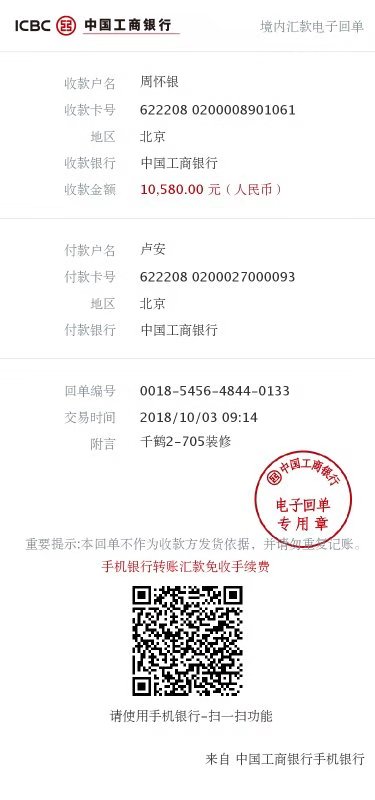 ICBC 中国工商银行 境内汇款电子回单
收款户名 周怀银
收款卡号 622208 0200008901061
地区 北京
收款银行 中国工商银行
收款金额 10,580.00 元（人民币）
付款户名 卢安
付款卡号 622208 0200027000093
地区 北京
付款银行 中国工商银行
回单编号 0018-5456-4844-0133
交易时间 2018/10/03 09:14
附言 千鹤2-705装修
中国工商银行
电子回单
专用章
重要提示:本回单不作为收款方发货依据，并请勿重复记账。
手机银行转账汇款免收手续费
请使用手机银行-扫一扫功能
来自 中国工商银行手机银行